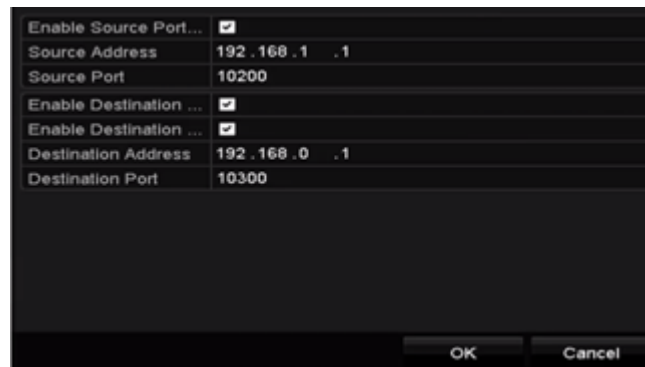 Enable Source Port...
Source Address 192 .168 .1 .1
Source Port 10200
Enable Destination ...
Enable Destination ...
Destination Address 192 .168 .0 .1
Destination Port 10300
OK Cancel